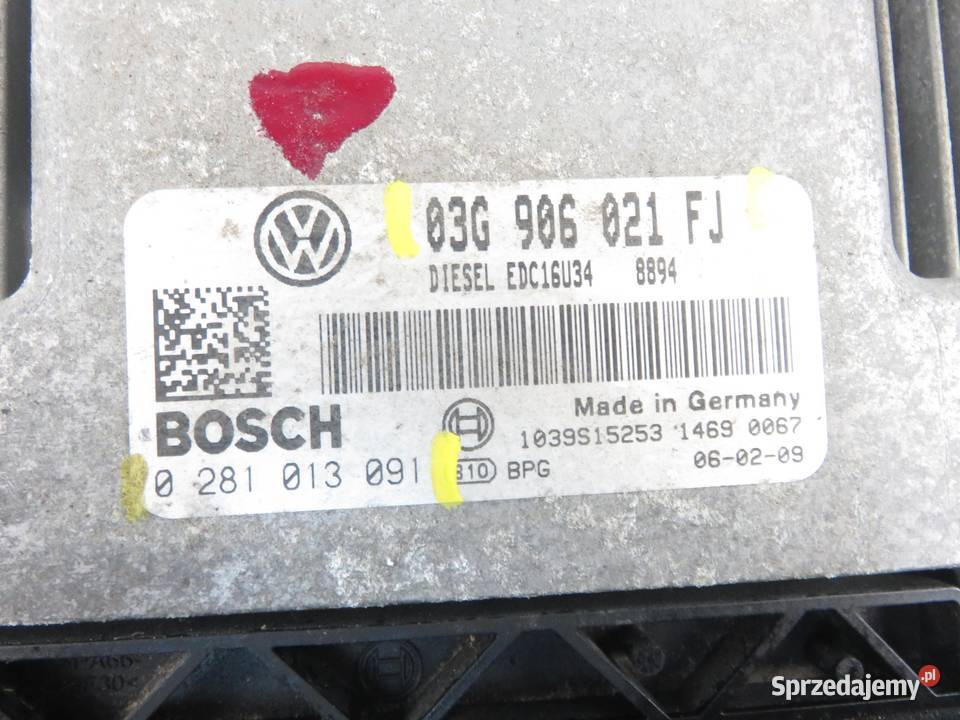 03G 906 021 FJ
DIESEL EDC16U34 8894
BOSCH
Made in Germany
1039S15253 1469 0067
0 281 013 091
310 BPG
06-02-09
Sprzedajemy.pl